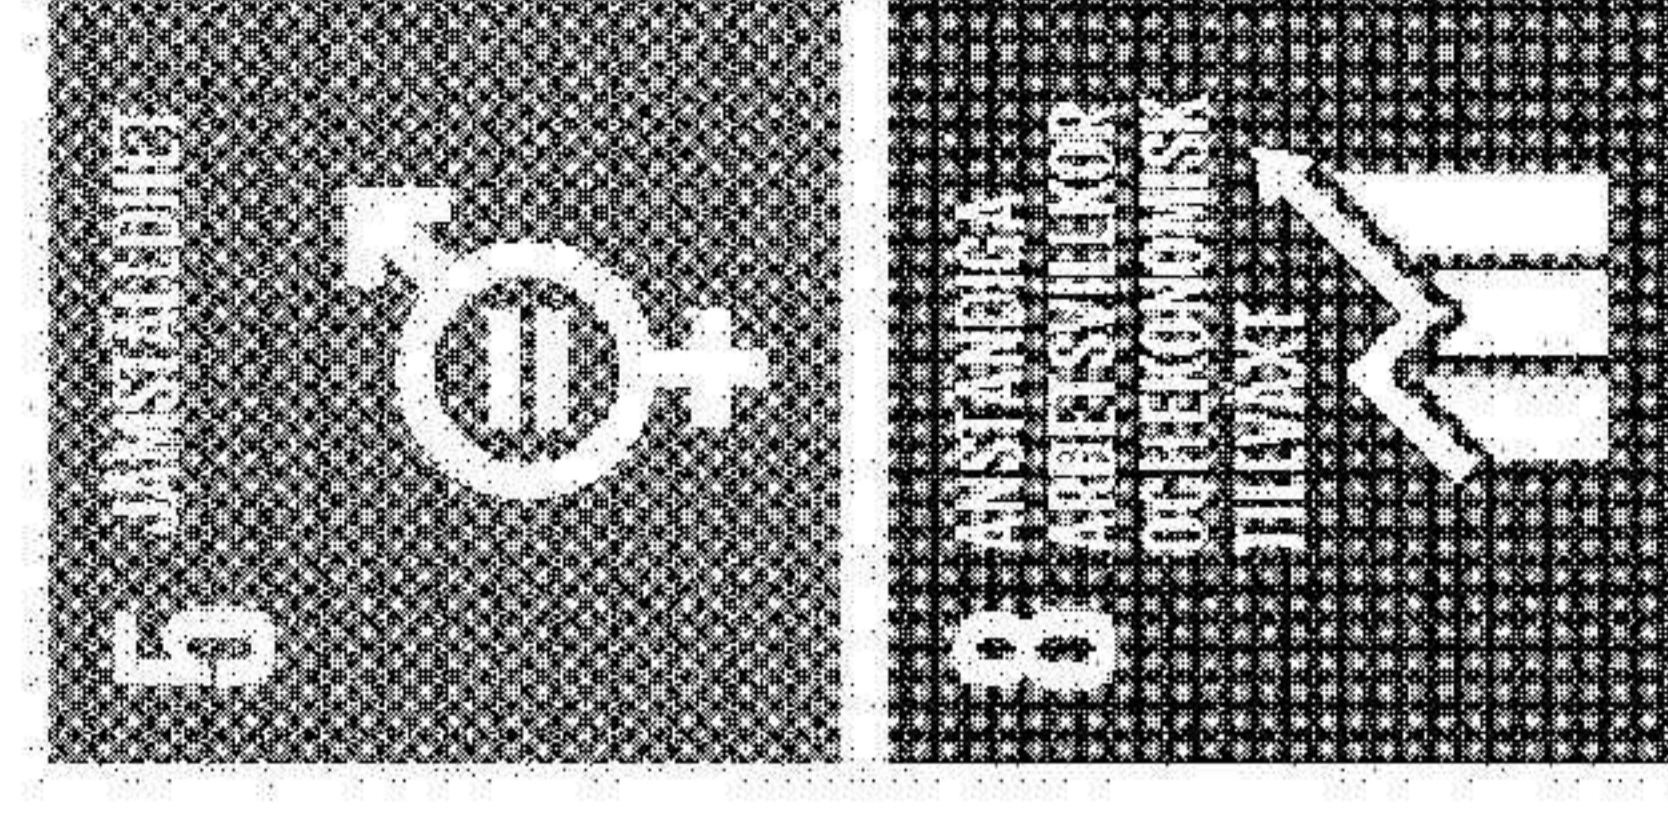 5
JÄMSTÄLLDHET
8
ANSTÄNDIGA
ARBETSVILLKOR
OCH EKONOMISK
TILLVÄXT